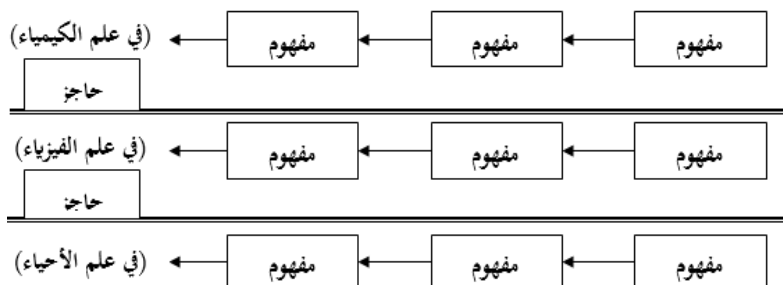 مفهوم مفهوم مفهوم (في علم الكيمياء)
حاجز
مفهوم مفهوم مفهوم (في علم الفيزياء)
حاجز
مفهوم مفهوم مفهوم (في علم الأحياء)